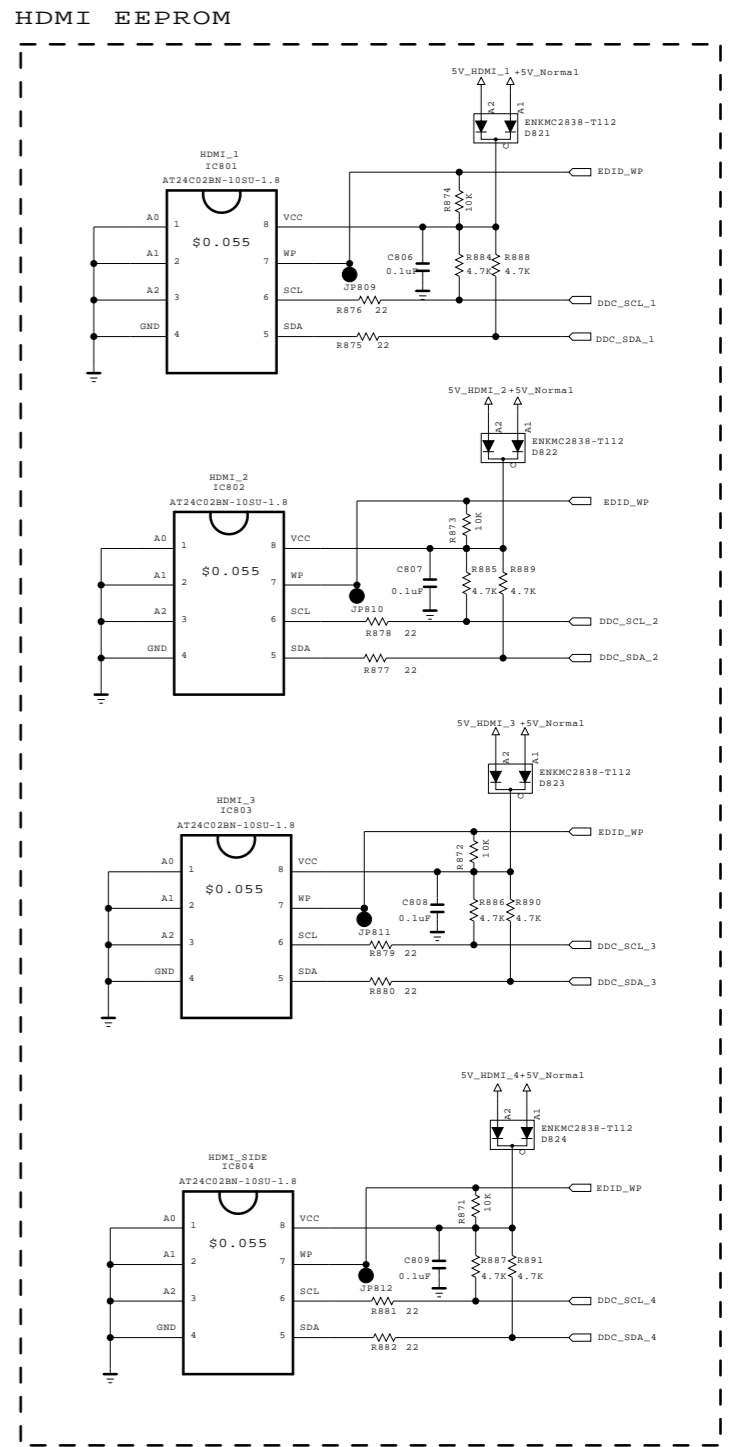 HDMI EEPROM
5V_HDMI_1 +5V_Normal
A2
A1
ENKMC2838-T112
D821
C
HDMI_1
IC801
AT24C02BN-10SU-1.8
EDID_WP
R874
10K
A0 1 8 VCC
$0.055
A1 2 7 WP
C806
0.1uF
R884
4.7K
R888
4.7K
JP809
A2 3 6 SCL
R876 22
DDC_SCL_1
GND 4 5 SDA
R875 22
DDC_SDA_1
5V_HDMI_2 +5V_Normal
A2
A1
ENKMC2838-T112
D822
C
HDMI_2
IC802
AT24C02BN-10SU-1.8
EDID_WP
R873
10K
A0 1 8 VCC
$0.055
A1 2 7 WP
C807
0.1uF
R885
4.7K
R889
4.7K
JP810
A2 3 6 SCL
R878 22
DDC_SCL_2
GND 4 5 SDA
R877 22
DDC_SDA_2
5V_HDMI_3 +5V_Normal
A2
A1
ENKMC2838-T112
D823
C
HDMI_3
IC803
AT24C02BN-10SU-1.8
EDID_WP
R872
10K
A0 1 8 VCC
$0.055
A1 2 7 WP
C808
0.1uF
R886
4.7K
R890
4.7K
JP811
A2 3 6 SCL
R879 22
DDC_SCL_3
GND 4 5 SDA
R880 22
DDC_SDA_3
5V_HDMI_4 +5V_Normal
A2
A1
ENKMC2838-T112
D824
C
HDMI_SIDE
IC804
AT24C02BN-10SU-1.8
EDID_WP
R871
10K
A0 1 8 VCC
$0.055
A1 2 7 WP
C809
0.1uF
R887
4.7K
R891
4.7K
JP812
A2 3 6 SCL
R881 22
DDC_SCL_4
GND 4 5 SDA
R882 22
DDC_SDA_4